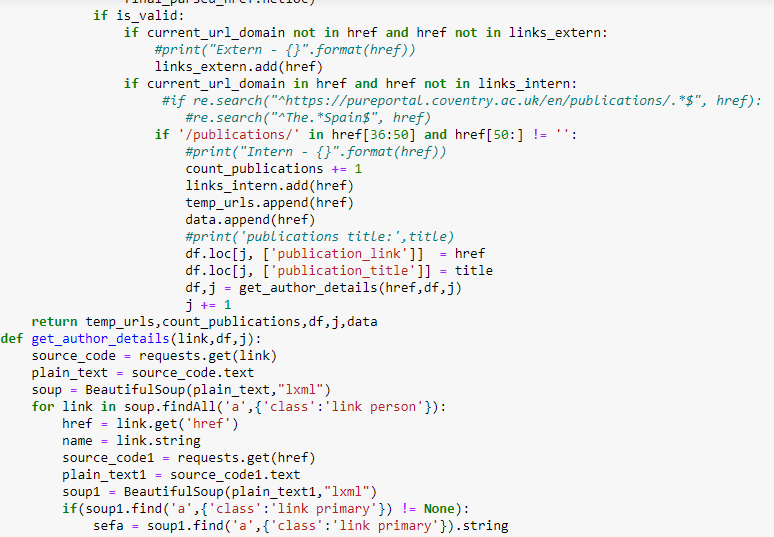 final_parsed_href.netloc)
if is_valid:
if current_url_domain not in href and href not in links_extern:
#print("Extern - {}".format(href))
links_extern.add(href)
if current_url_domain in href and href not in links_intern:
#if re.search("^https://pureportal.coventry.ac.uk/en/publications/.*$", href):
#re.search("^The.*Spain$", href)
if '/publications/' in href[36:50] and href[50:] != '':
#print("Intern - {}".format(href))
count_publications += 1
links_intern.add(href)
temp_urls.append(href)
data.append(href)
#print('publications title:',title)
df.loc[j, ['publication_link']]  = href
df.loc[j, ['publication_title']] = title
df,j = get_author_details(href,df,j)
j += 1
return temp_urls,count_publications,df,j,data
def get_author_details(link,df,j):
source_code = requests.get(link)
plain_text = source_code.text
soup = BeautifulSoup(plain_text,"lxml")
for link in soup.findAll('a',{'class':'link person'}):
href = link.get('href')
name = link.string
source_code1 = requests.get(href)
plain_text1 = source_code1.text
soup1 = BeautifulSoup(plain_text1,"lxml")
if(soup1.find('a',{'class':'link primary'}) != None):
sefa = soup1.find('a',{'class':'link primary'}).string